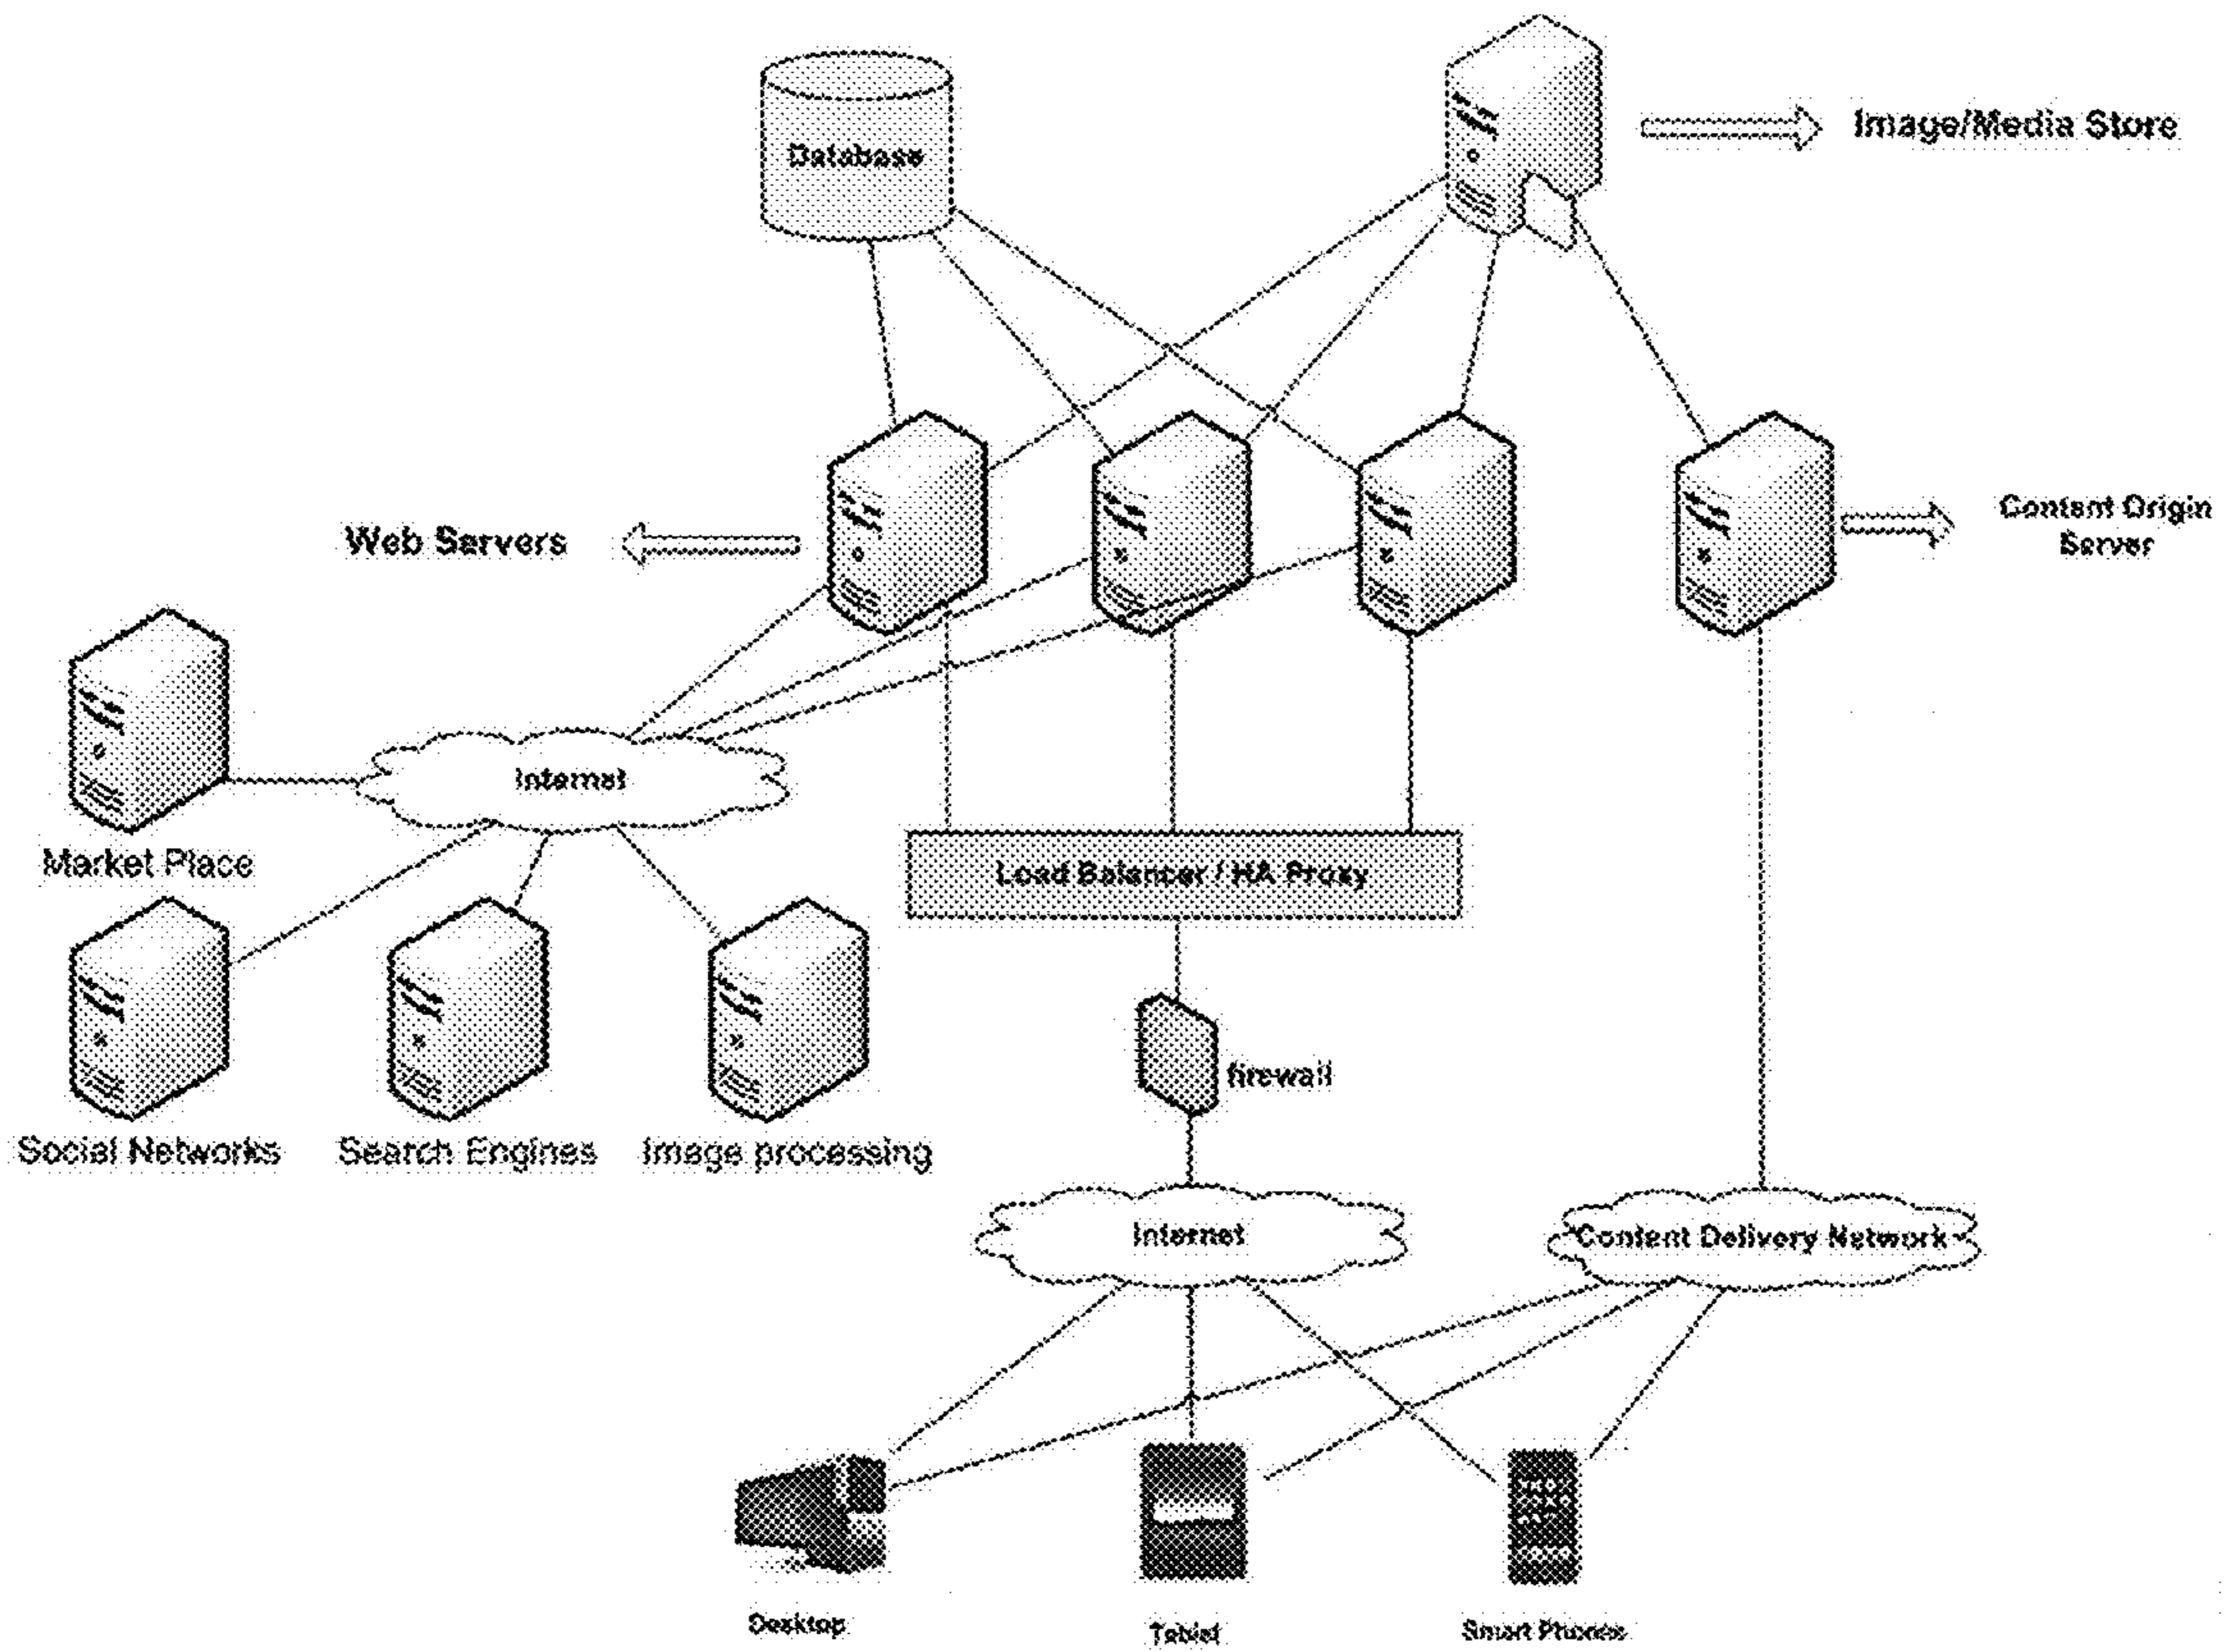 Database
Image/Media Store
Web Servers
Content Origin
Server
Internet
Market Place
Load Balancer / HA Proxy
firewall
Social Networks
Search Engines
Image processing
Internet
Content Delivery Network
Desktop
Tablet
Smart Phones